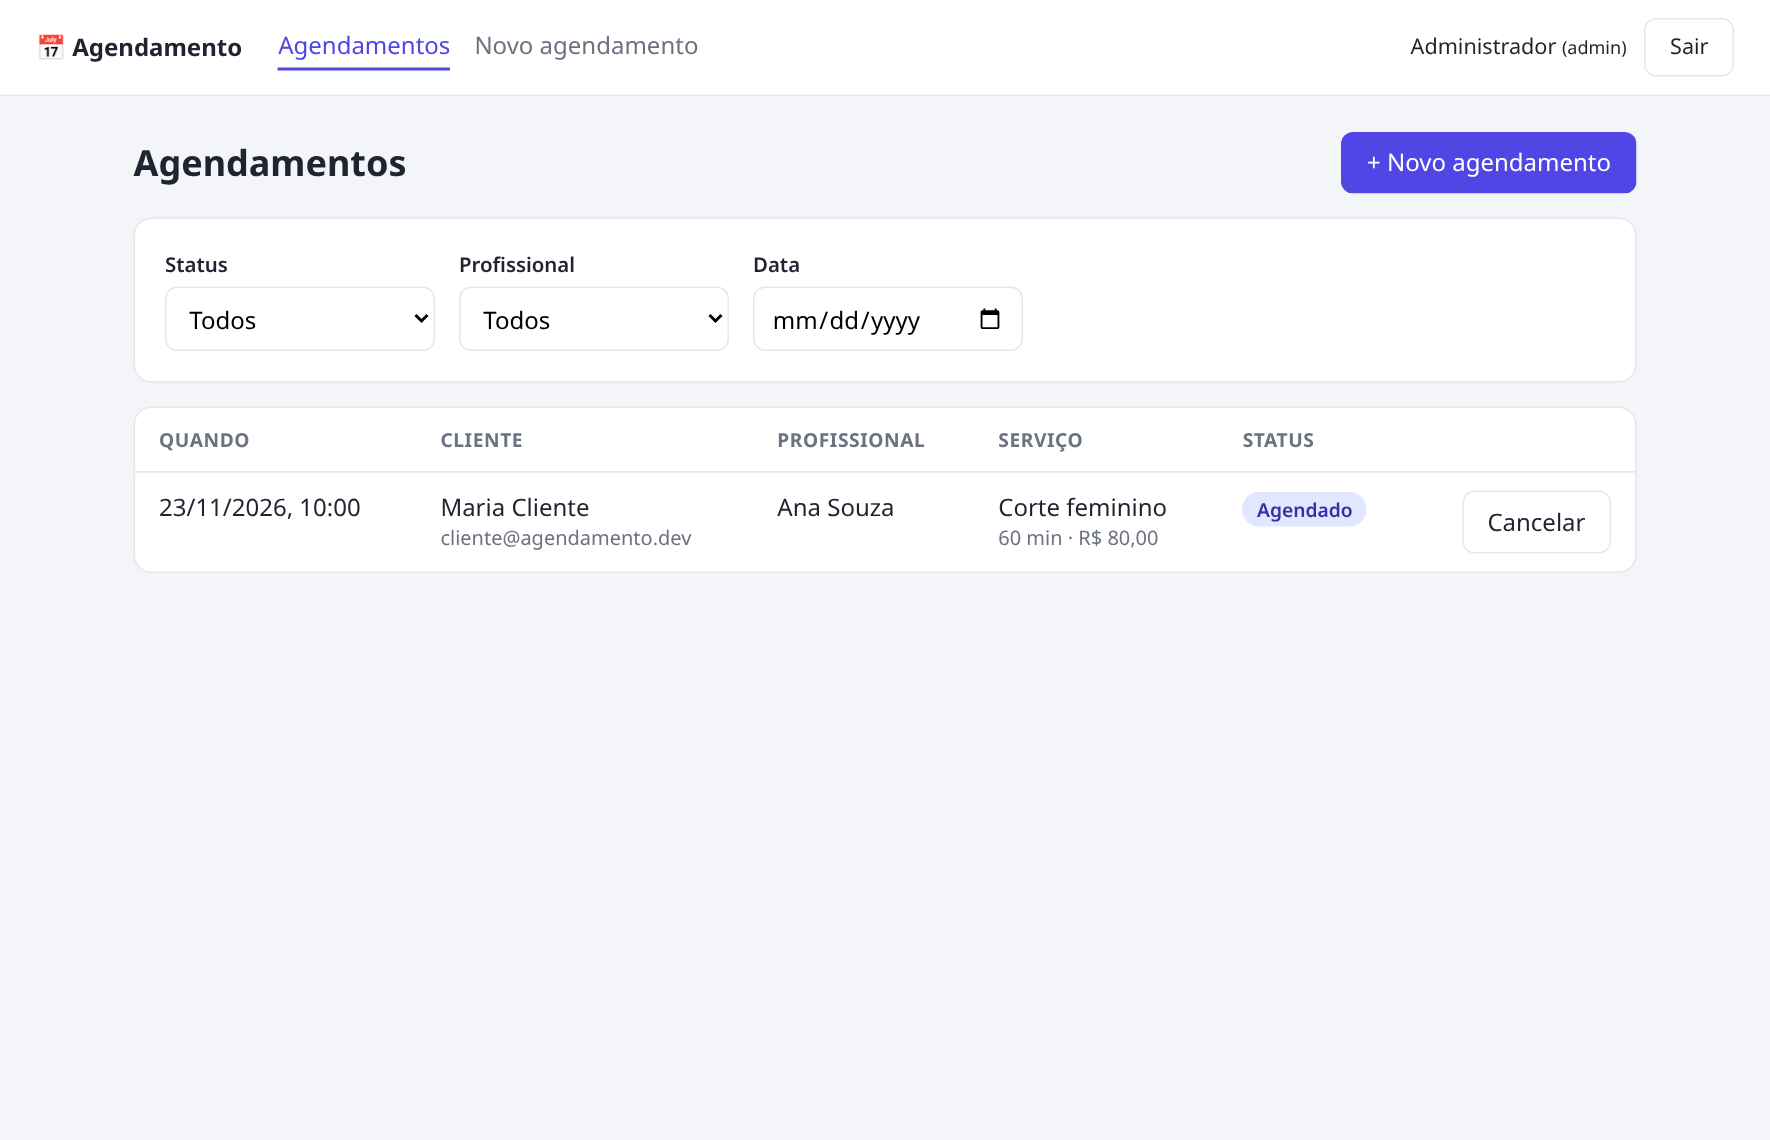 📅 Agendamento Agendamentos Novo agendamento Administrador (admin) Sair
Agendamentos + Novo agendamento
Status Profissional Data
Todos Todos mm/dd/yyyy
QUANDO CLIENTE PROFISSIONAL SERVIÇO STATUS
23/11/2026, 10:00 Maria Cliente Ana Souza Corte feminino Agendado Cancelar
cliente@agendamento.dev 60 min · R$ 80,00